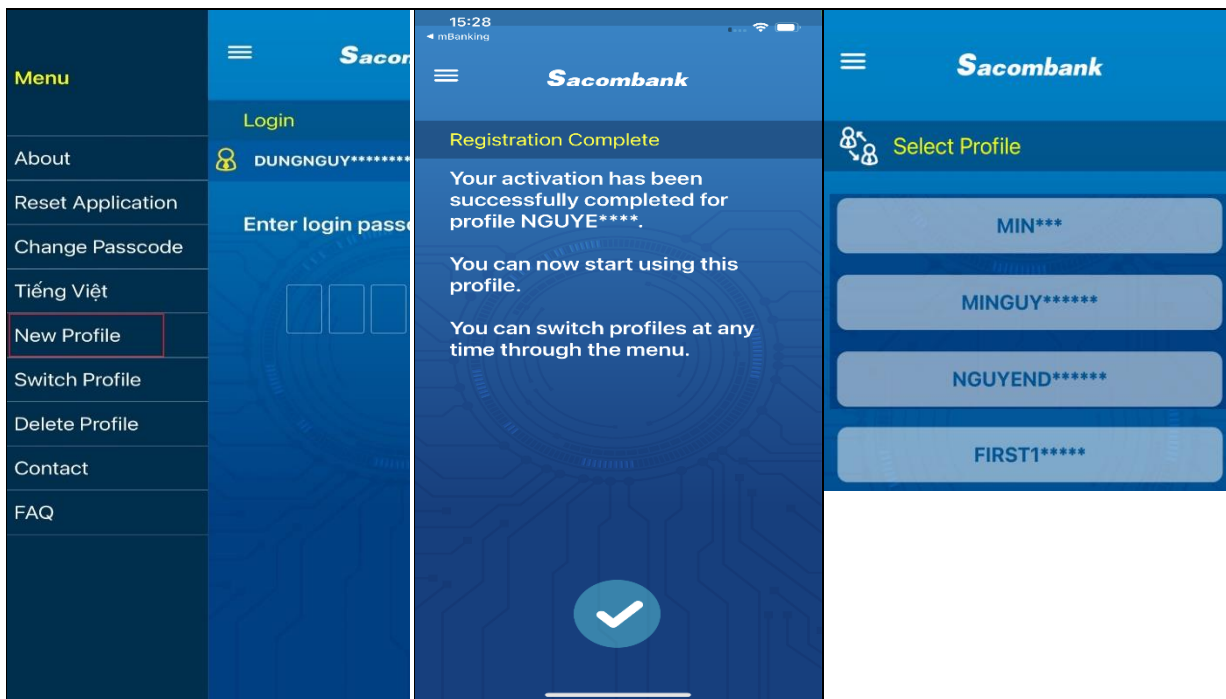 Menu
About
Reset Application
Change Passcode
Tiếng Việt
New Profile
Switch Profile
Delete Profile
Contact
FAQ
Login
DUNGNGUY********
Enter login
15:28
◄ mBanking
Sacombank
Registration Complete
Your activation has been
successfully completed for
profile NGUYE****.
You can now start using this
profile.
You can switch profiles at any
time through the menu.
Sacombank
Select Profile
MIN***
MINGUY******
NGUYEND******
FIRST1*****